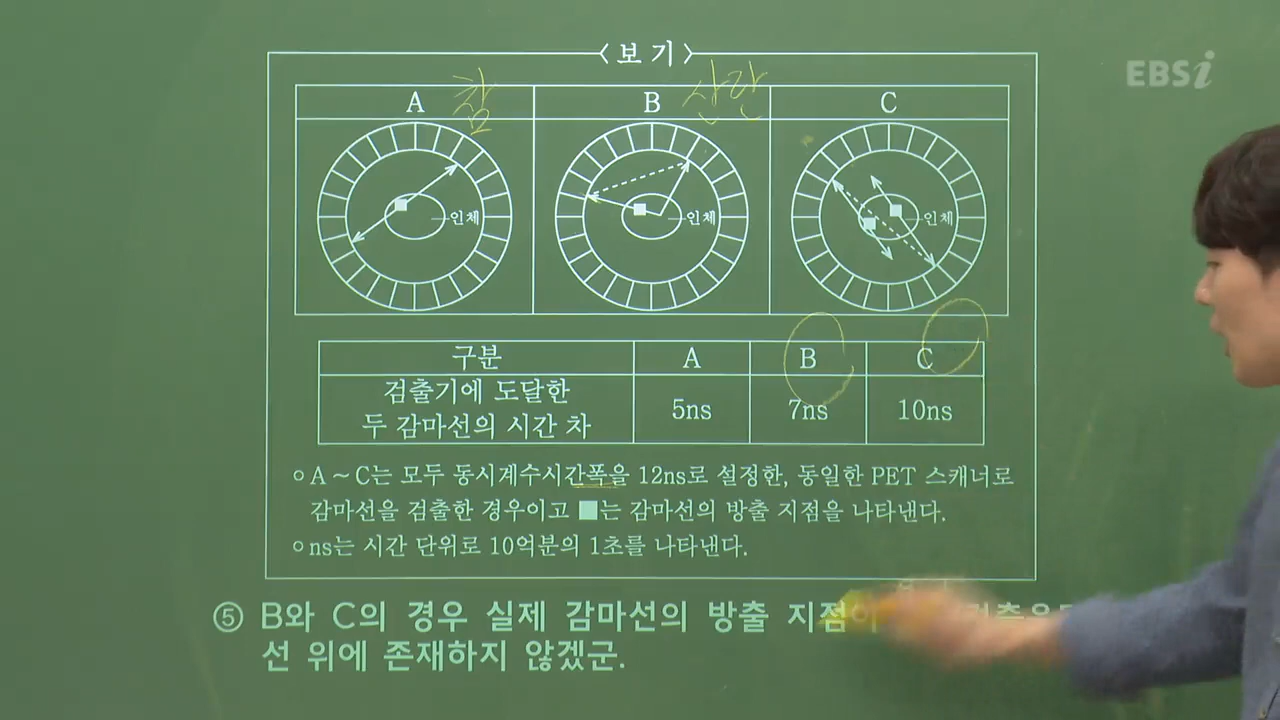 〈보기〉
EBSi
A 참 B 산란 C
인체 인체 인체
구분 A B C
검출기에 도달한
두 감마선의 시간 차 5ns 7ns 10ns
○ A ~ C는 모두 동시계수시간폭을 12ns로 설정한, 동일한 PET 스캐너로
감마선을 검출한 경우이고 ■는 감마선의 방출 지점을 나타낸다.
○ ns는 시간 단위로 10억분의 1초를 나타낸다.
⑤ B와 C의 경우 실제 감마선의 방출 지점이
선 위에 존재하지 않겠군.